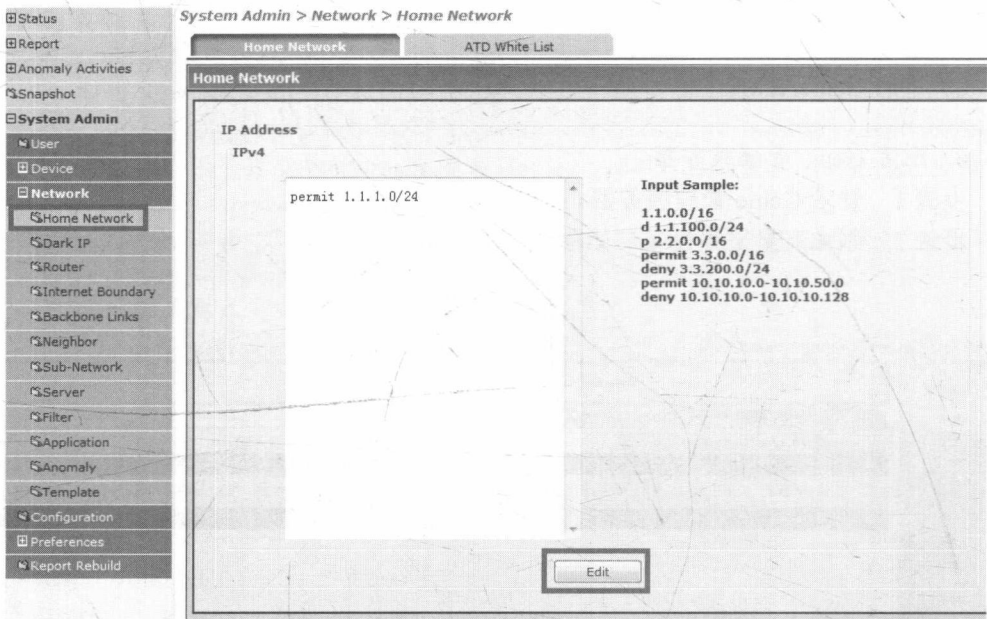 Status
Report
Anomaly Activities
Snapshot
System Admin
User
Device
Network
Home Network
Dark IP
Router
Internet Boundary
Backbone Links
Neighbor
Sub-Network
Server
Filter
Application
Anomaly
Template
Configuration
Preferences
Report Rebuild
System Admin > Network > Home Network
Home Network
ATD White List
Home Network
IP Address
IPv4
permit 1.1.1.0/24
Input Sample:
1.1.0.0/16
d 1.1.100.0/24
p 2.2.0.0/16
permit 3.3.0.0/16
deny 3.3.200.0/24
permit 10.10.10.0-10.10.50.0
deny 10.10.10.0-10.10.10.128
Edit